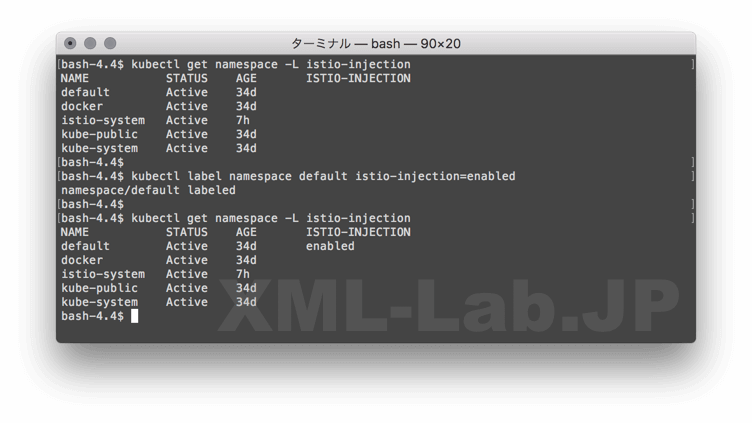 ターミナル — bash — 90×20
[bash-4.4$ kubectl get namespace -L istio-injection ]
NAME STATUS AGE ISTIO-INJECTION
default Active 34d
docker Active 34d
istio-system Active 7h
kube-public Active 34d
kube-system Active 34d
[bash-4.4$ ]
[bash-4.4$ kubectl label namespace default istio-injection=enabled ]
namespace/default labeled
[bash-4.4$ ]
[bash-4.4$ kubectl get namespace -L istio-injection ]
NAME STATUS AGE ISTIO-INJECTION
default Active 34d enabled
docker Active 34d
istio-system Active 7h
kube-public Active 34d
kube-system Active 34d
bash-4.4$
XML-Lab.JP